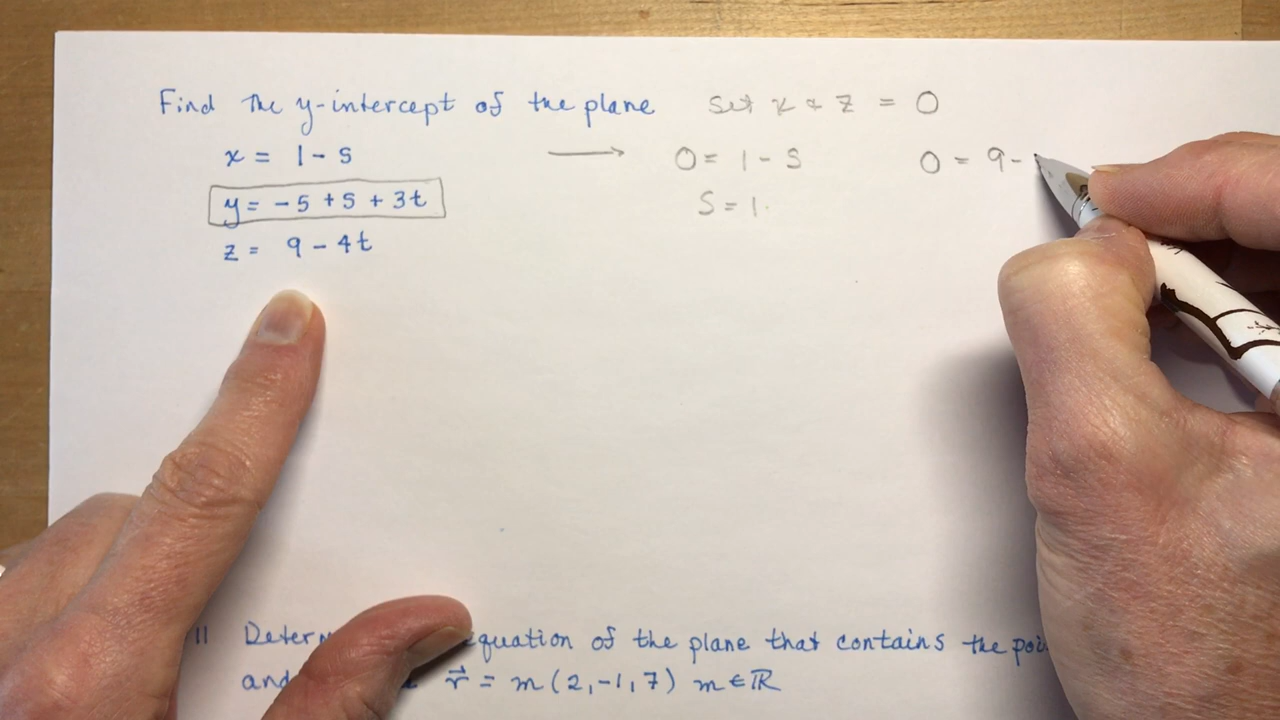 Find the y-intercept of the plane set x & z = 0
x = 1 - s → 0 = 1 - s 0 = 9 -
y = -5 + s + 3t s = 1.
z = 9 - 4t
11 Deter equation of the plane that contains the
and r⃗ = m(2,-1,7) m ∈ ℝ